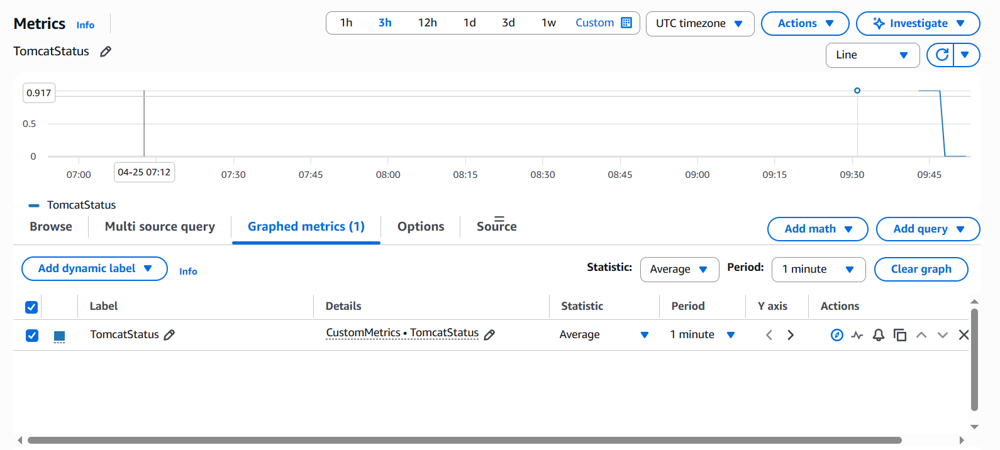 Metrics Info 1h 3h 12h 1d 3d 1w Custom UTC timezone Actions Investigate
TomcatStatus
Line
0.917
0.5
0
07:00 04-25 07:12 07:30 07:45 08:00 08:15 08:30 08:45 09:00 09:15 09:30 09:45
TomcatStatus
Browse Multi source query Graphed metrics (1) Options Source Add math Add query
Add dynamic label Info Statistic: Average Period: 1 minute Clear graph
Label Details Statistic Period Y axis Actions
TomcatStatus CustomMetrics • TomcatStatus Average 1 minute